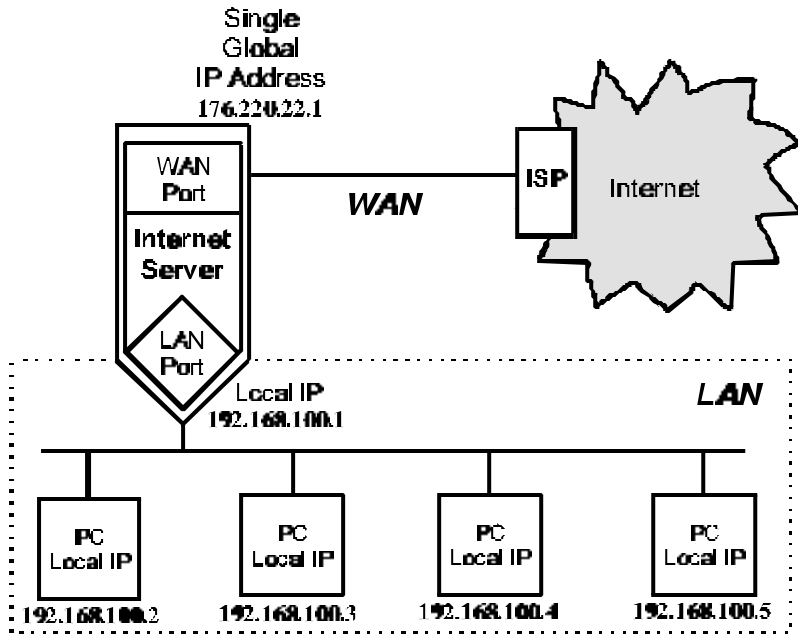 Single
Global
IP Address
176.220.22.1
WAN
Port
Internet
Server
LAN
Port
WAN
ISP
Internet
Local IP
192.168.100.1
LAN
PC
Local IP
192.168.100.2
PC
Local IP
192.168.100.3
PC
Local IP
192.168.100.4
PC
Local IP
192.168.100.5